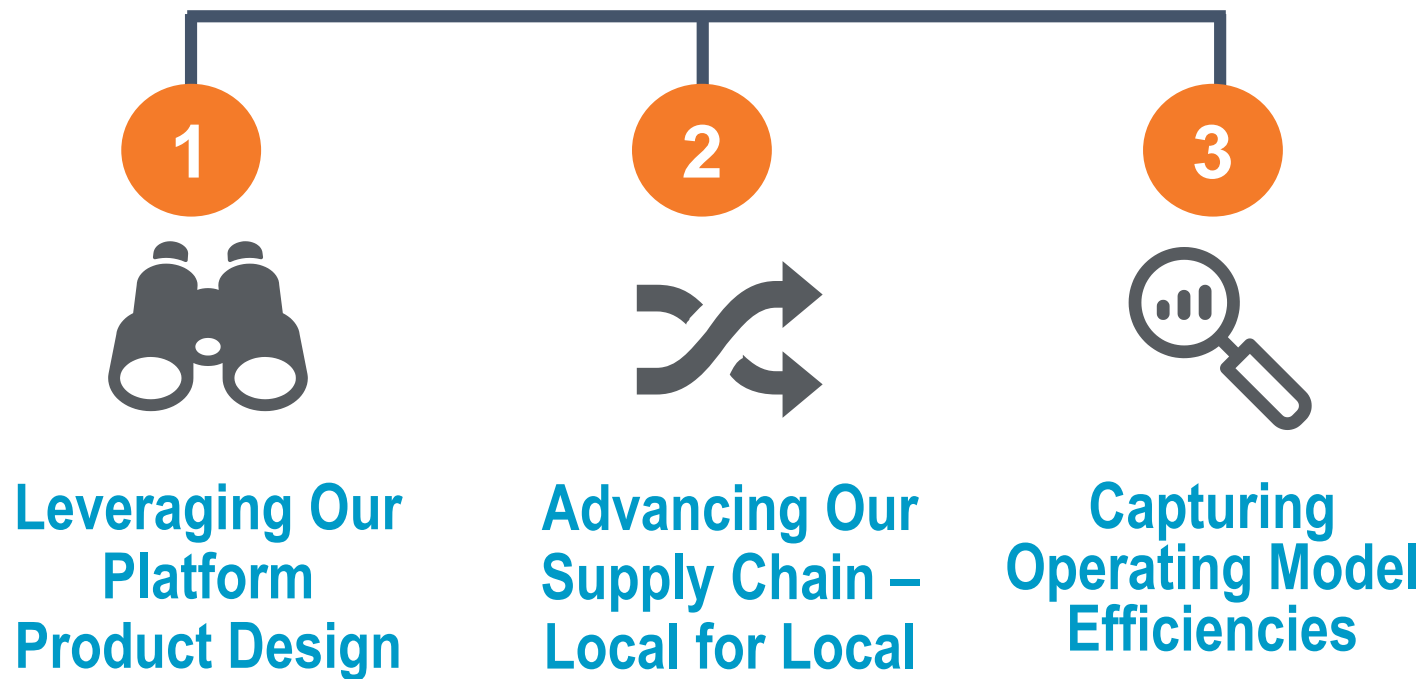 1
2
3
Leveraging Our
Platform
Product Design
Advancing Our
Supply Chain –
Local for Local
Capturing
Operating Model
Efficiencies